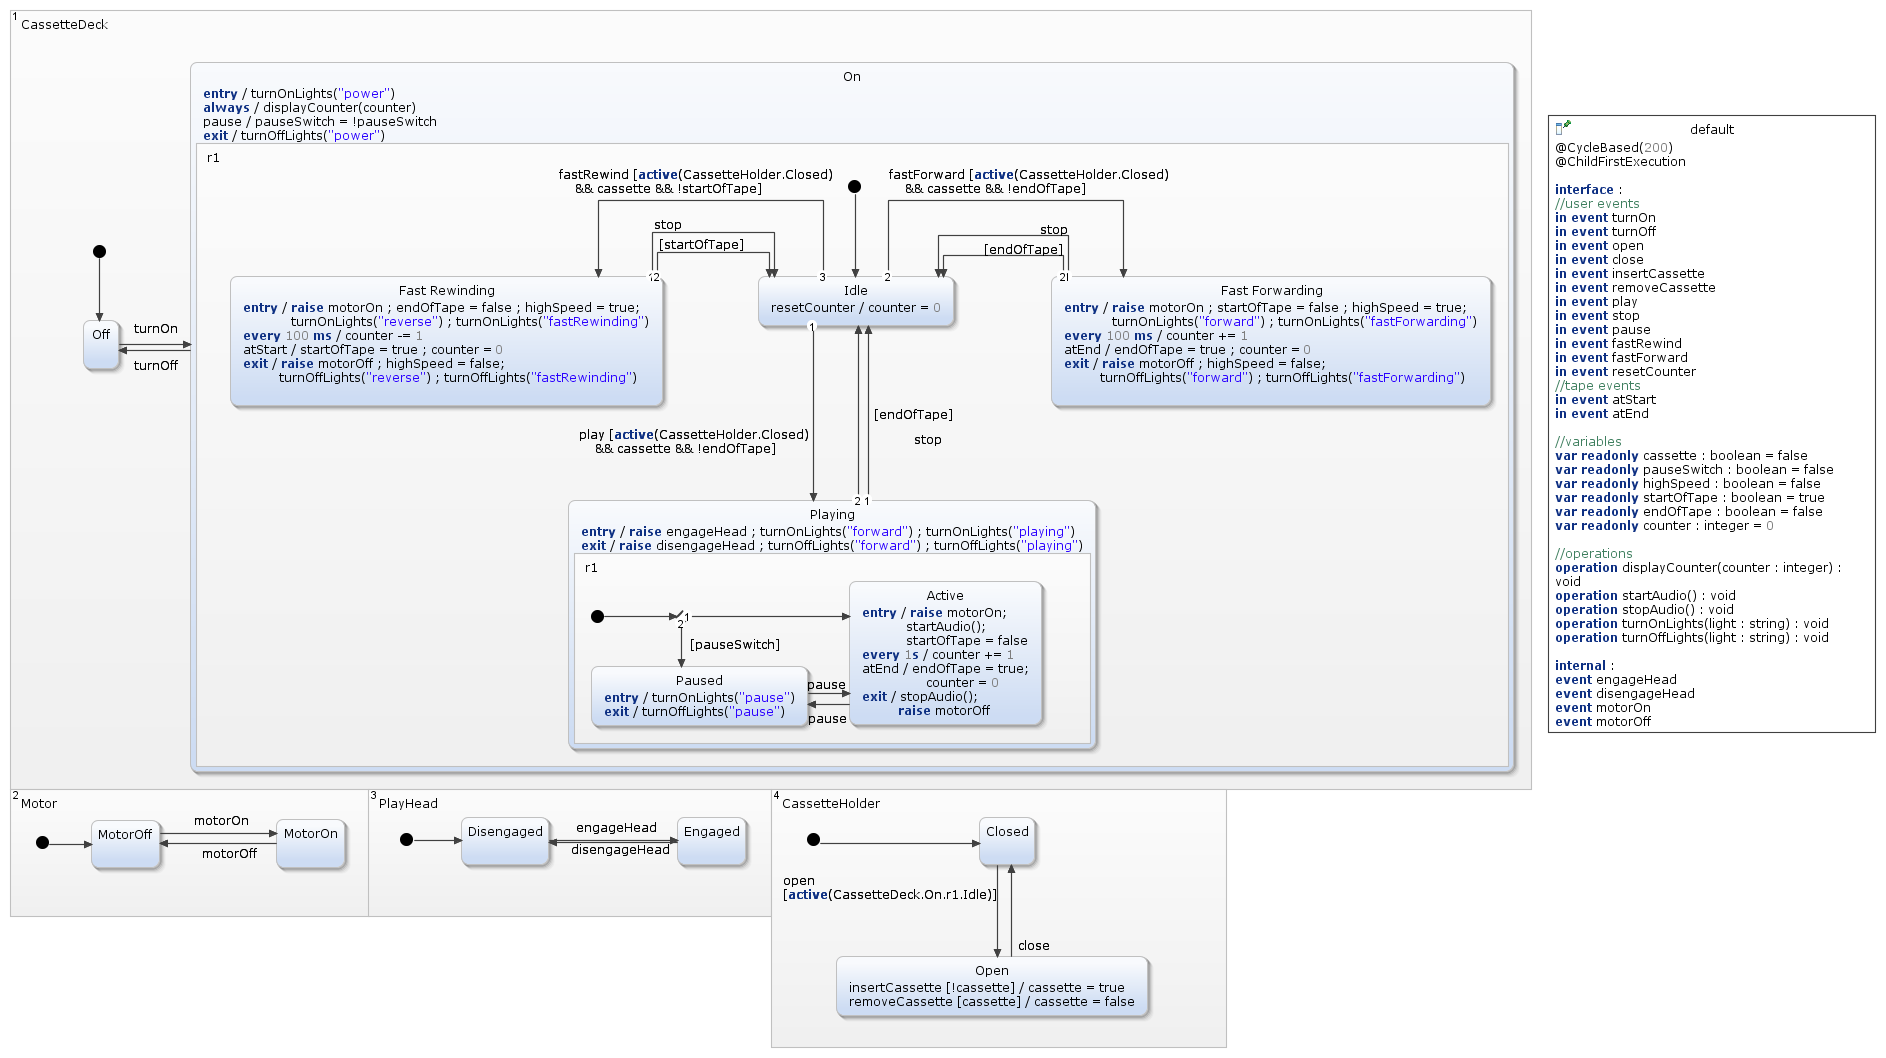 1
CassetteDeck
On
entry / turnOnLights("power")
always / displayCounter(counter)
pause / pauseSwitch = !pauseSwitch
exit / turnOffLights("power")
r1
fastRewind [active(CassetteHolder.Closed)
&& cassette && !startOfTape]
fastForward [active(CassetteHolder.Closed)
&& cassette && !endOfTape]
stop
[startOfTape]
stop
[endOfTape]
1 2
3
2
2 1
Fast Rewinding
entry / raise motorOn ; endOfTape = false ; highSpeed = true;
turnOnLights("reverse") ; turnOnLights("fastRewinding")
every 100 ms / counter -= 1
atStart / startOfTape = true ; counter = 0
exit / raise motorOff ; highSpeed = false;
turnOffLights("reverse") ; turnOffLights("fastRewinding")
Idle
resetCounter / counter = 0
1
Fast Forwarding
entry / raise motorOn ; startOfTape = false ; highSpeed = true;
turnOnLights("forward") ; turnOnLights("fastForwarding")
every 100 ms / counter += 1
atEnd / endOfTape = true ; counter = 0
exit / raise motorOff ; highSpeed = false;
turnOffLights("forward") ; turnOffLights("fastForwarding")
Off
turnOn
turnOff
play [active(CassetteHolder.Closed)
&& cassette && !endOfTape]
[endOfTape]
stop
2 1
Playing
entry / raise engageHead ; turnOnLights("forward") ; turnOnLights("playing")
exit / raise disengageHead ; turnOffLights("forward") ; turnOffLights("playing")
r1
1
2
[pauseSwitch]
Active
entry / raise motorOn;
startAudio();
startOfTape = false
every 1s / counter += 1
atEnd / endOfTape = true;
counter = 0
exit / stopAudio();
raise motorOff
Paused
entry / turnOnLights("pause")
exit / turnOffLights("pause")
pause
pause
2
Motor
MotorOff
motorOn
motorOff
MotorOn
3
PlayHead
Disengaged
engageHead
disengageHead
Engaged
4
CassetteHolder
Closed
open
[active(CassetteDeck.On.r1.Idle)]
close
Open
insertCassette [!cassette] / cassette = true
removeCassette [cassette] / cassette = false
default
@CycleBased(200)
@ChildFirstExecution
interface :
//user events
in event turnOn
in event turnOff
in event open
in event close
in event insertCassette
in event removeCassette
in event play
in event stop
in event pause
in event fastRewind
in event fastForward
in event resetCounter
//tape events
in event atStart
in event atEnd
//variables
var readonly cassette : boolean = false
var readonly pauseSwitch : boolean = false
var readonly highSpeed : boolean = false
var readonly startOfTape : boolean = true
var readonly endOfTape : boolean = false
var readonly counter : integer = 0
//operations
operation displayCounter(counter : integer) :
void
operation startAudio() : void
operation stopAudio() : void
operation turnOnLights(light : string) : void
operation turnOffLights(light : string) : void
internal :
event engageHead
event disengageHead
event motorOn
event motorOff